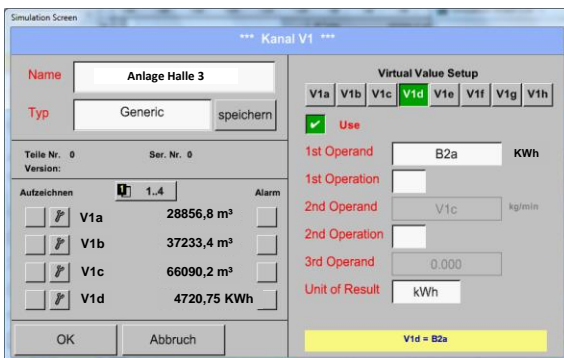 Simulation Screen
*** Kanal V1 ***
Name
Anlage Halle 3
Typ
Generic
speichern
Teile Nr. 0
Ser. Nr. 0
Version:
Aufzeichnen
1..4
Alarm
V1a
28856,8 m³
V1b
37233,4 m³
V1c
66090,2 m³
V1d
4720,75 KWh
OK
Abbruch
Virtual Value Setup
V1a V1b V1c V1d V1e V1f V1g V1h
Use
1st Operand
B2a
KWh
1st Operation
2nd Operand
V1c
kg/min
2nd Operation
3rd Operand
0.000
Unit of Result
kWh
V1d = B2a